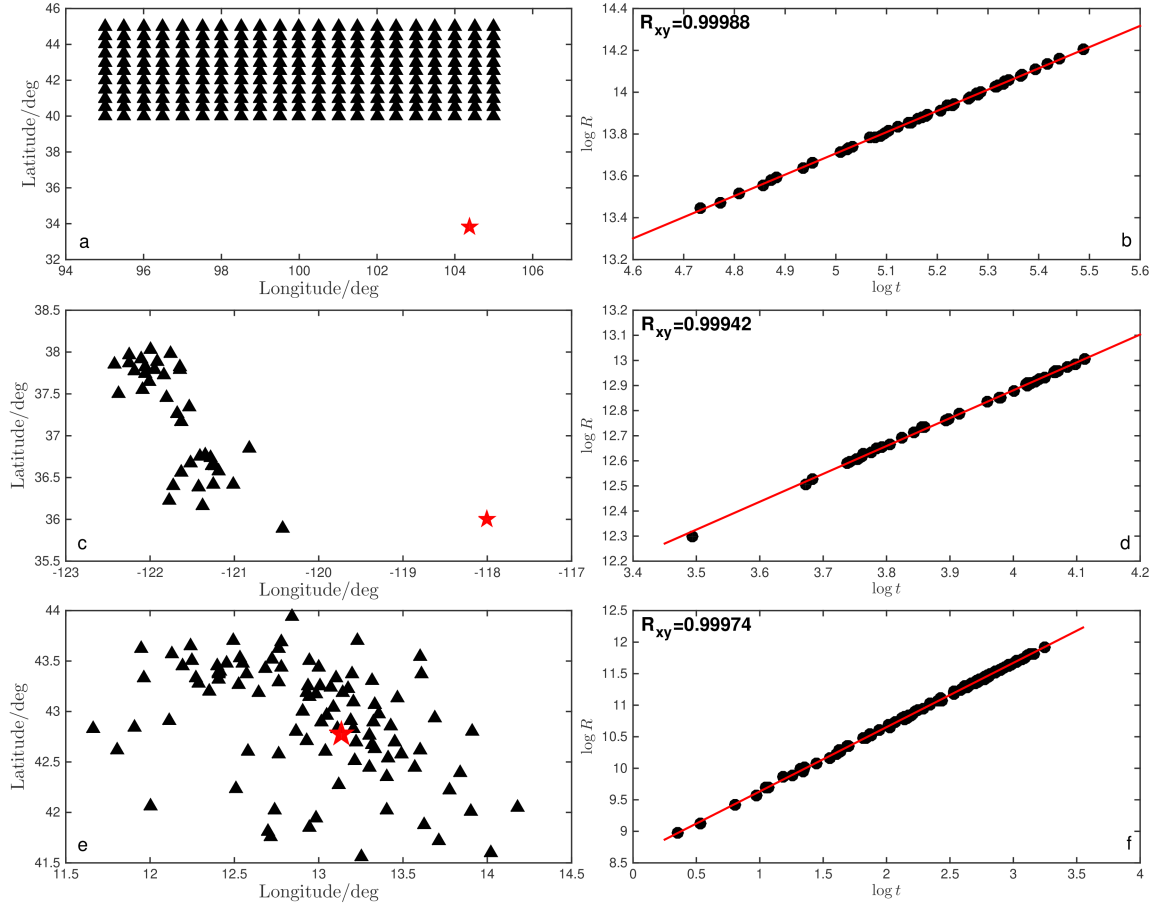 46
44
42
40
38
36
34
32
Latitude/deg
a
94 96 98 100 102 104 106
Longitude/deg
R_xy=0.99988
14.4
14.2
14
13.8
13.6
13.4
13.2
log R
b
4.6 4.7 4.8 4.9 5 5.1 5.2 5.3 5.4 5.5 5.6
log t
38.5
38
37.5
37
36.5
36
35.5
Latitude/deg
c
-123 -122 -121 -120 -119 -118 -117
Longitude/deg
R_xy=0.99942
13.2
13.1
13
12.9
12.8
12.7
12.6
12.5
12.4
12.3
12.2
log R
d
3.4 3.5 3.6 3.7 3.8 3.9 4 4.1 4.2
log t
44
43.5
43
42.5
42
41.5
Latitude/deg
e
11.5 12 12.5 13 13.5 14 14.5
Longitude/deg
R_xy=0.99974
12.5
12
11.5
11
10.5
10
9.5
9
8.5
log R
f
0 0.5 1 1.5 2 2.5 3 3.5 4
log t